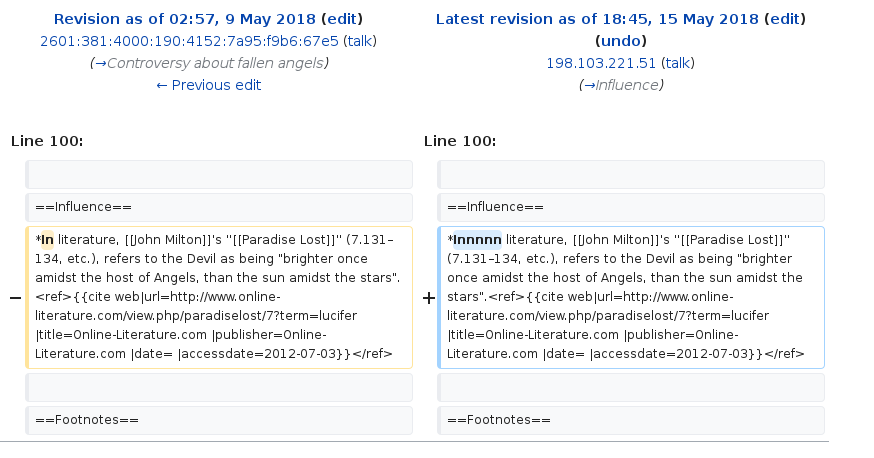 Revision as of 02:57, 9 May 2018 (edit)
2601:381:4000:190:4152:7a95:f9b6:67e5 (talk)
(→Controversy about fallen angels)
← Previous edit
Latest revision as of 18:45, 15 May 2018 (edit)
(undo)
198.103.221.51 (talk)
(→Influence)
Line 100:
Line 100:
==Influence==
==Influence==
− *In literature, [[John Milton]]'s ''[[Paradise Lost]]'' (7.131–
134, etc.), refers to the Devil as being "brighter once
amidst the host of Angels, than the sun amidst the stars".
<ref>{{cite web|url=http://www.online-
literature.com/view.php/paradiselost/7?term=lucifer
|title=Online-Literature.com |publisher=Online-
Literature.com |date= |accessdate=2012-07-03}}</ref>
+ *Innnnn literature, [[John Milton]]'s ''[[Paradise Lost]]''
(7.131–134, etc.), refers to the Devil as being "brighter
once amidst the host of Angels, than the sun amidst the
stars".<ref>{{cite web|url=http://www.online-
literature.com/view.php/paradiselost/7?term=lucifer
|title=Online-Literature.com |publisher=Online-
Literature.com |date= |accessdate=2012-07-03}}</ref>
==Footnotes==
==Footnotes==